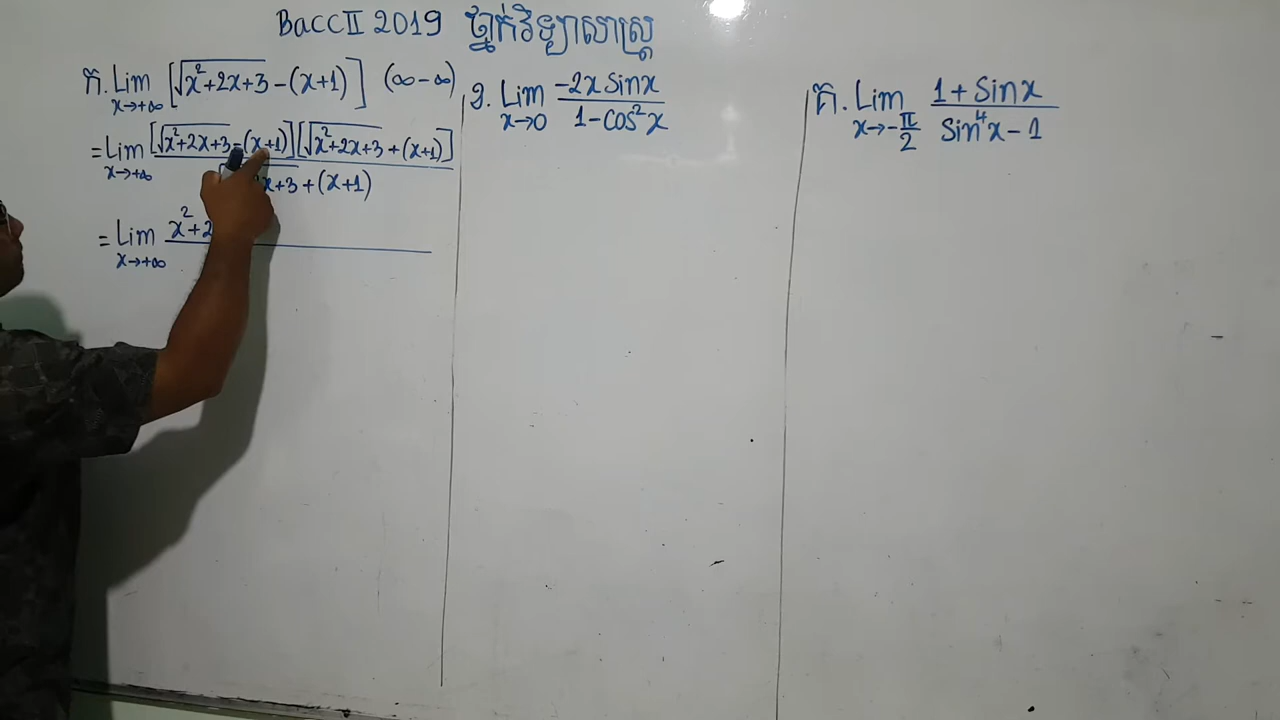 BaccII 2019 ថ្នាក់វិទ្យាសាស្ត្រ
ក. Lim x→+∞ [√x²+2x+3 -(x+1)] (∞-∞)
= Lim x→+∞ [√x²+2x+3 -(x+1)][√x²+2x+3 +(x+1)] / x+3 +(x+1)
= Lim x→+∞ x²+2
ខ. Lim x→0 -2x Sinx / 1-Cos²x
គ. Lim x→-π/2 1+Sinx / Sin⁴x-1